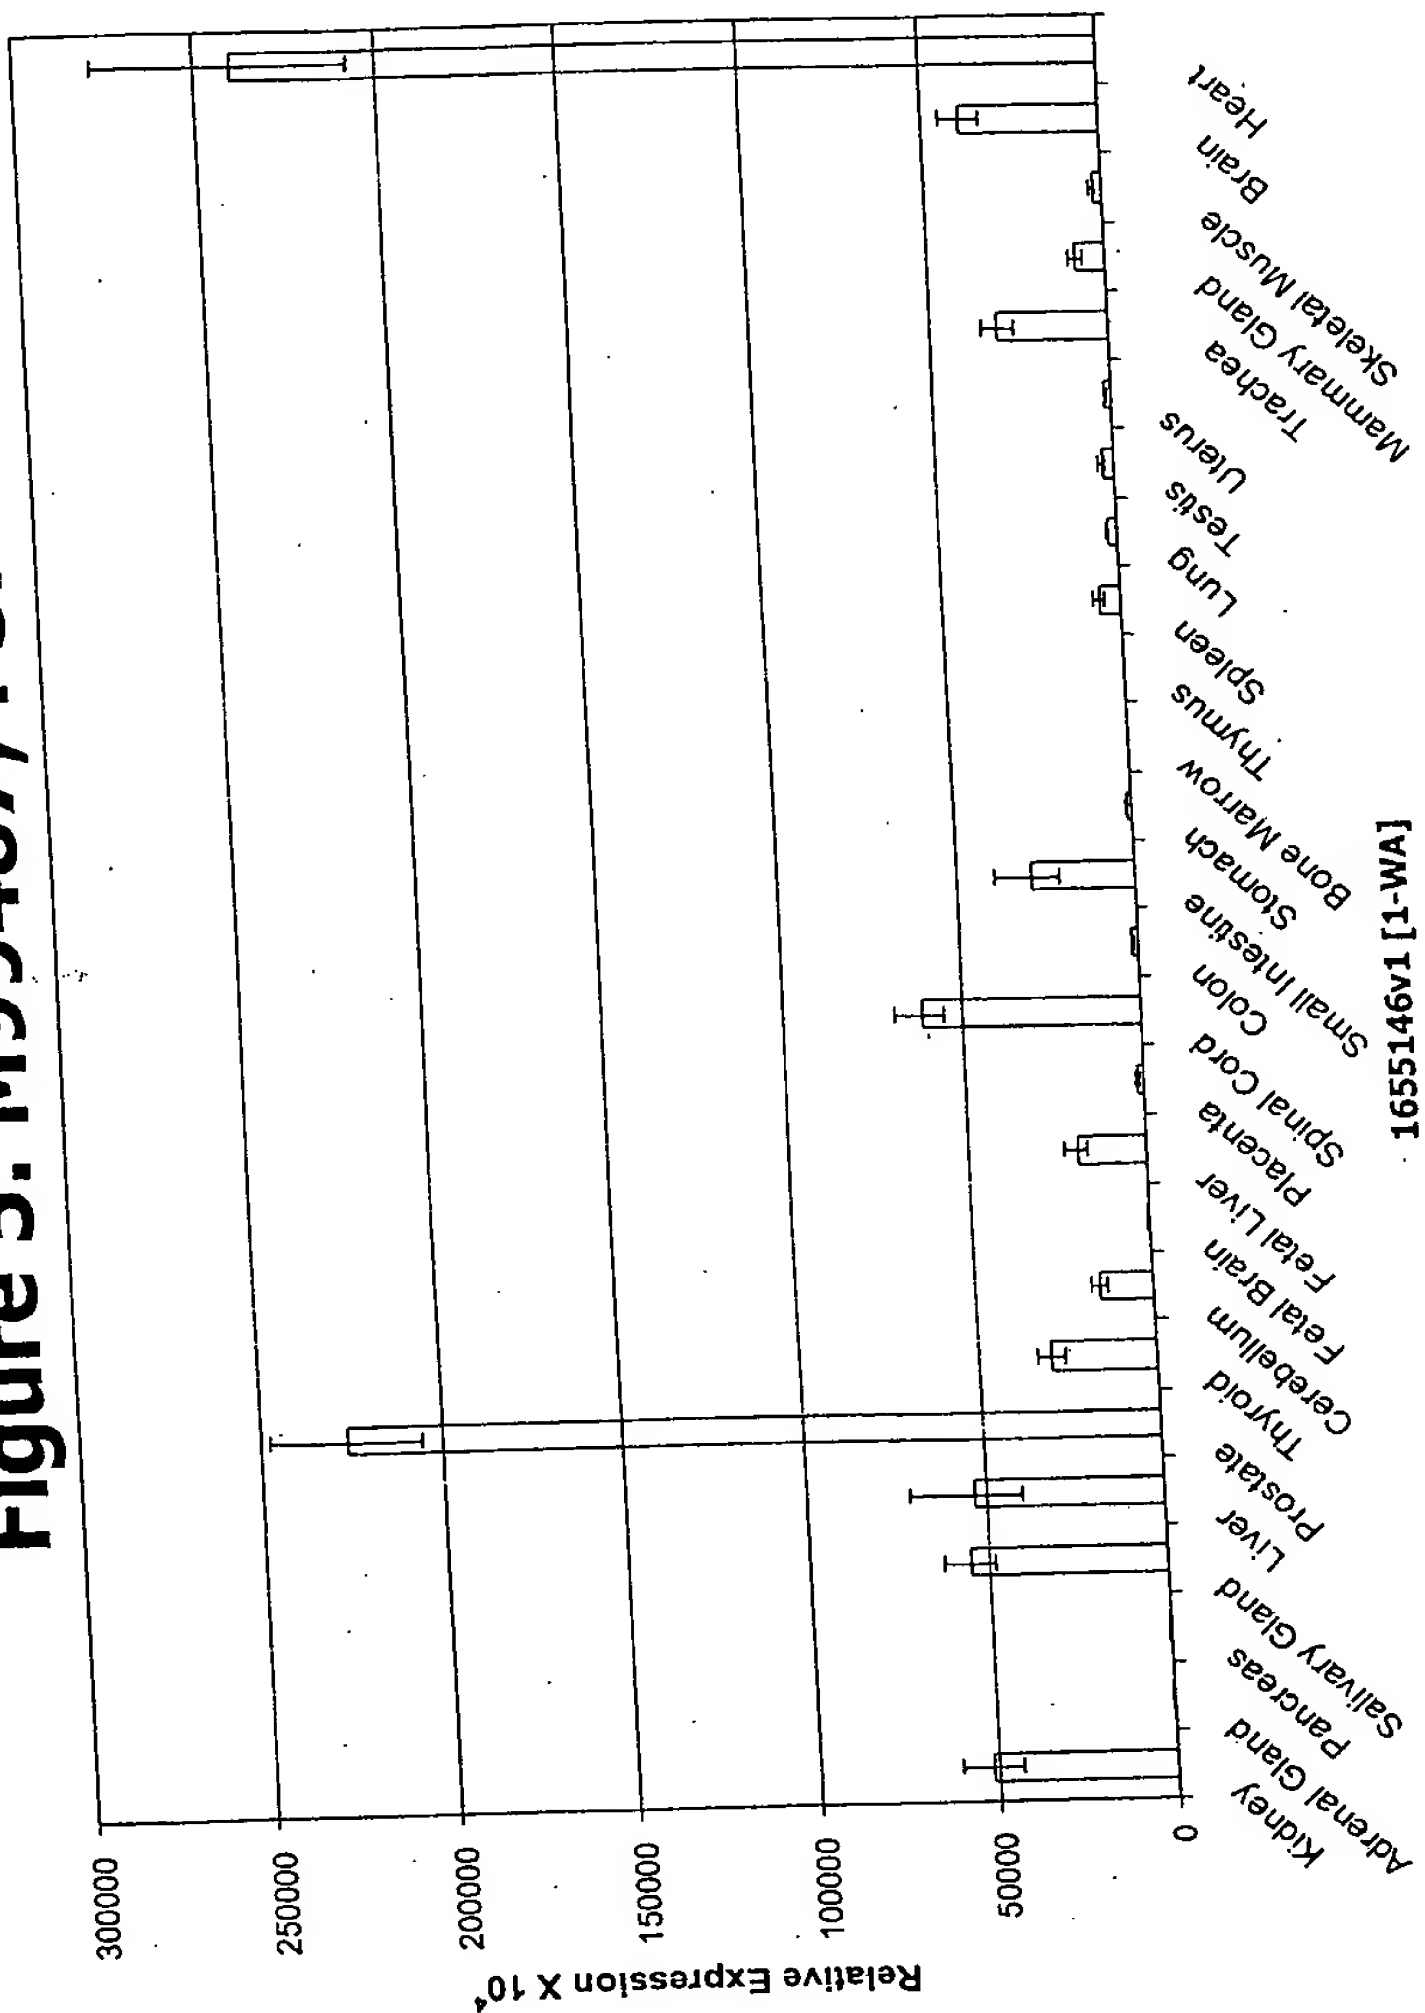 Figure 5.
Relative Expression X 10⁴
300000
250000
200000
150000
100000
50000
0
Kidney
Adrenal Gland
Pancreas
Salivary Gland
Liver
Prostate
Thyroid
Cerebellum
Fetal Brain
Fetal Liver
Placenta
Spinal Cord
Colon
Small Intestine
Stomach
Bone Marrow
Thymus
Spleen
Lung
Testis
Uterus
Trachea
Mammary Gland
Skeletal Muscle
Brain
Heart
1655146v1 [1-WA]